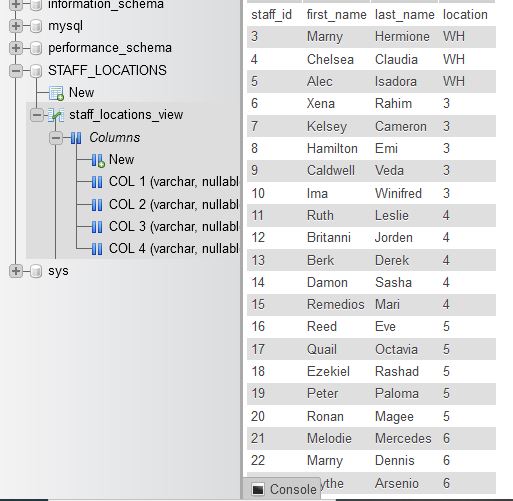 information_schema
mysql
performance_schema
STAFF_LOCATIONS
New
staff_locations_view
Columns
New
COL 1 (varchar, nullabl
COL 2 (varchar, nullabl
COL 3 (varchar, nullabl
COL 4 (varchar, nullabl
sys
staff_id first_name last_name location
3 Marny Hermione WH
4 Chelsea Claudia WH
5 Alec Isadora WH
6 Xena Rahim 3
7 Kelsey Cameron 3
8 Hamilton Emi 3
9 Caldwell Veda 3
10 Ima Winifred 3
11 Ruth Leslie 4
12 Britanni Jorden 4
13 Berk Derek 4
14 Damon Sasha 4
15 Remedios Mari 4
16 Reed Eve 5
17 Quail Octavia 5
18 Ezekiel Rashad 5
19 Peter Paloma 5
20 Ronan Magee 5
21 Melodie Mercedes 6
22 Marny Dennis 6
ythe Arsenio 6
Console